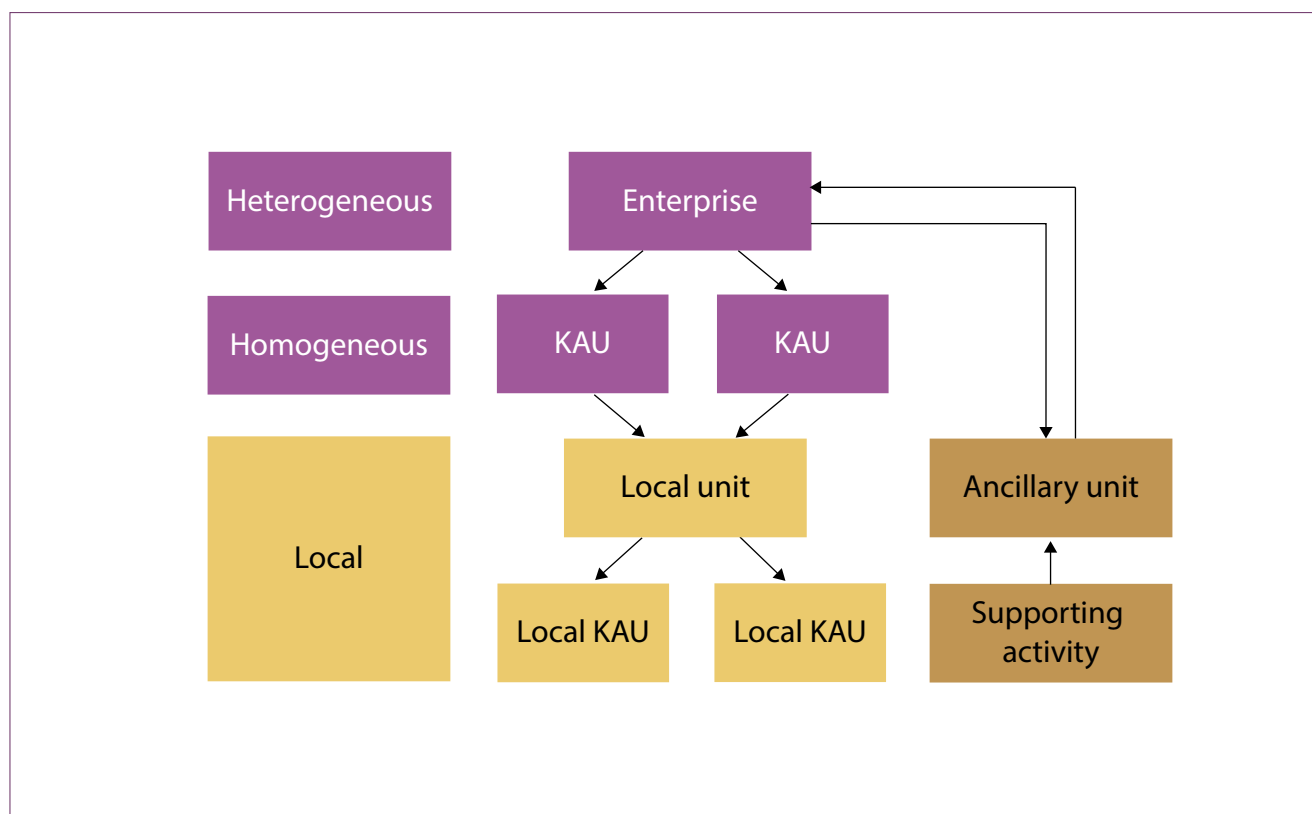 Heterogeneous
Enterprise
Homogeneous
KAU
KAU
Local
Local unit
Ancillary unit
Local KAU
Local KAU
Supporting
activity